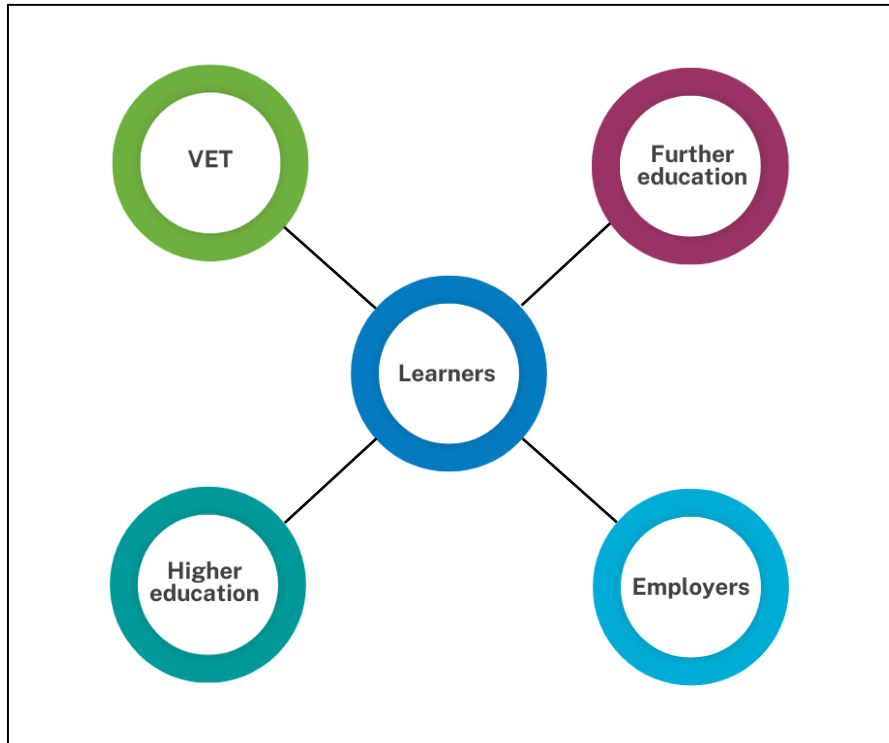 VET
Further
education
Learners
Higher
education
Employers